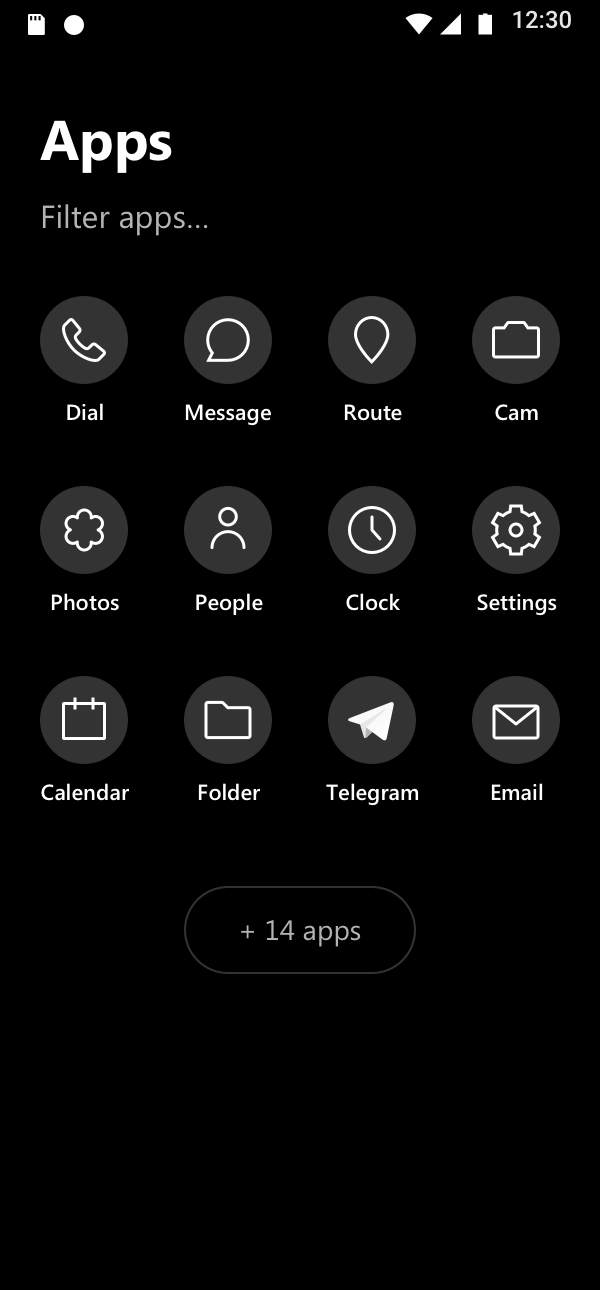 12:30
Apps
Filter apps...
Dial Message Route Cam
Photos People Clock Settings
Calendar Folder Telegram Email
+ 14 apps